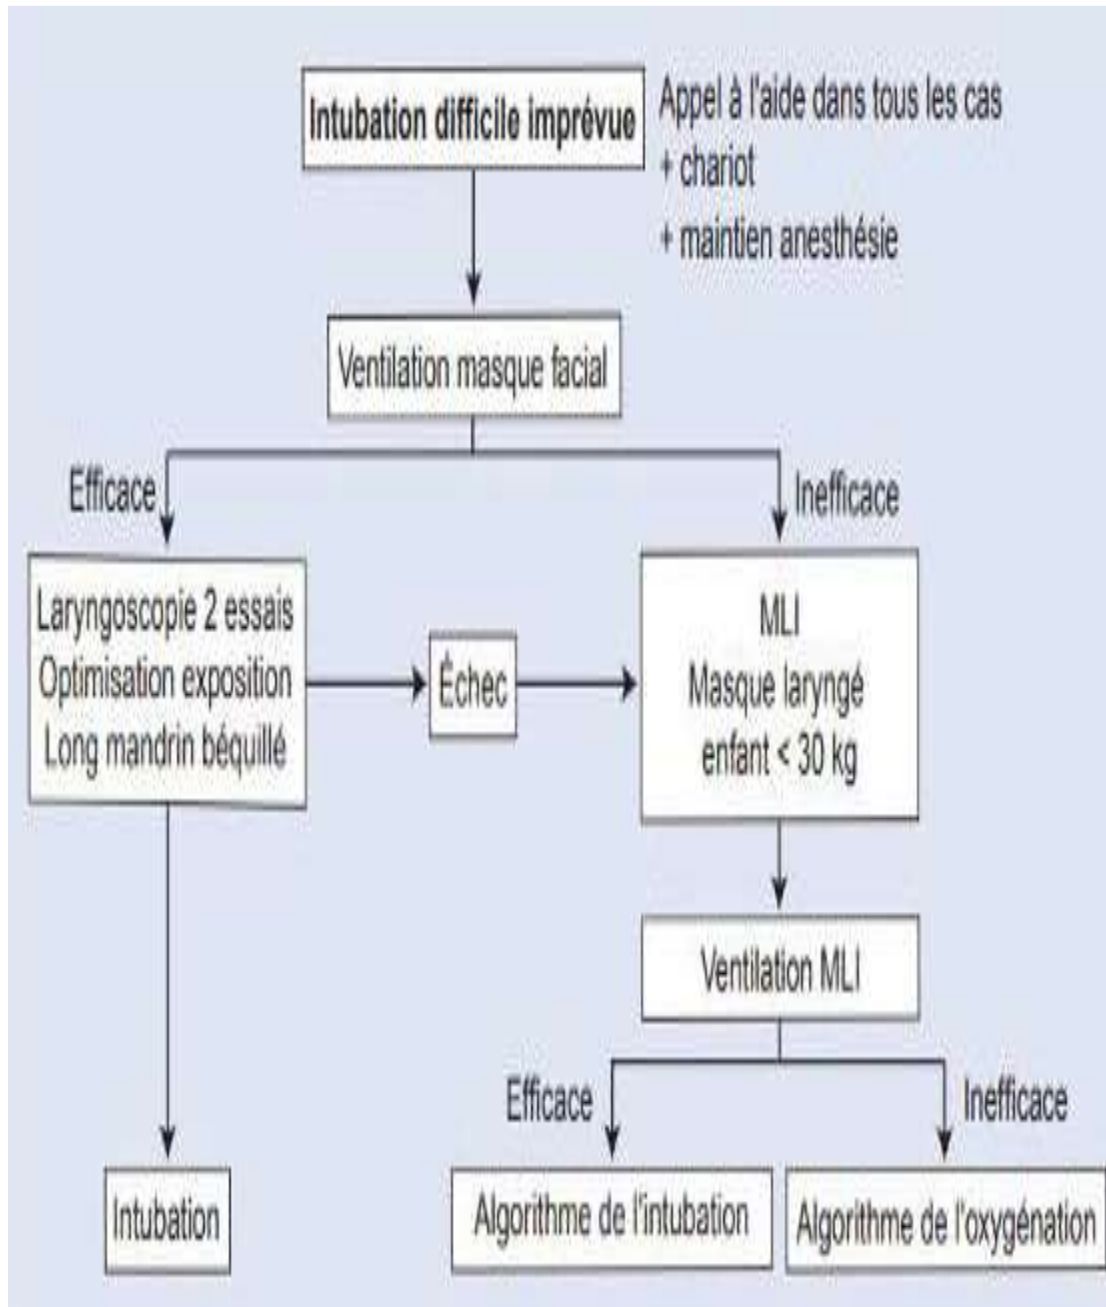 Intubation difficile imprévue
Appel à l'aide dans tous les cas
+ chariot
+ maintien anesthésie
Ventilation masque facial
Efficace
Inefficace
Laryngoscopie 2 essais
Optimisation exposition
Long mandrin béquillé
Échec
MLI
Masque laryngé
enfant < 30 kg
Ventilation MLI
Efficace
Inefficace
Intubation
Algorithme de l'intubation
Algorithme de l'oxygénation